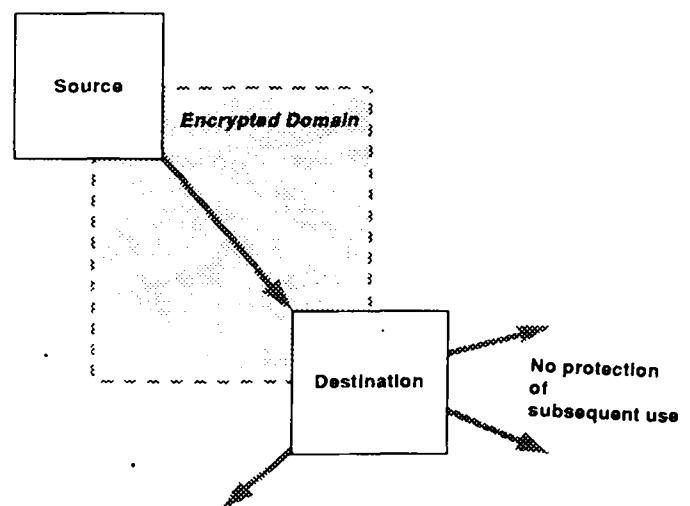 Source
Encrypted Domain
Destination
No protection
of
subsequent use